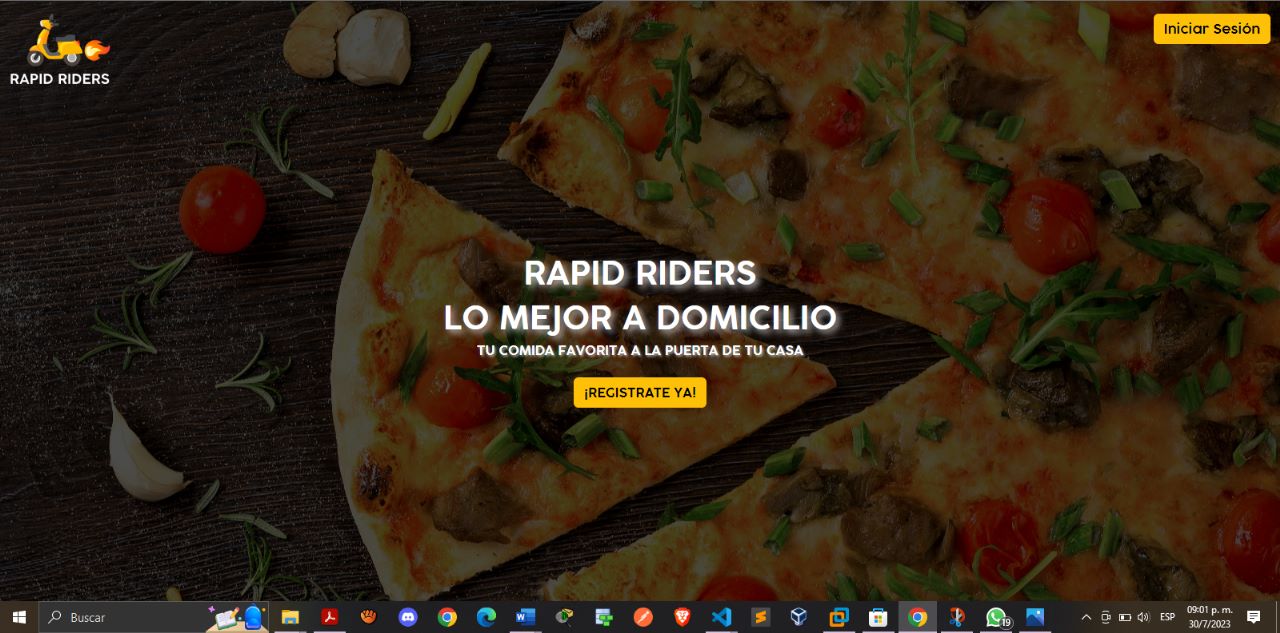 RAPID RIDERS
Iniciar Sesión
RAPID RIDERS
LO MEJOR A DOMICILIO
TU COMIDA FAVORITA A LA PUERTA DE TU CASA
¡REGISTRATE YA!
Buscar
19
ESP
09:01 p. m.
30/7/2023